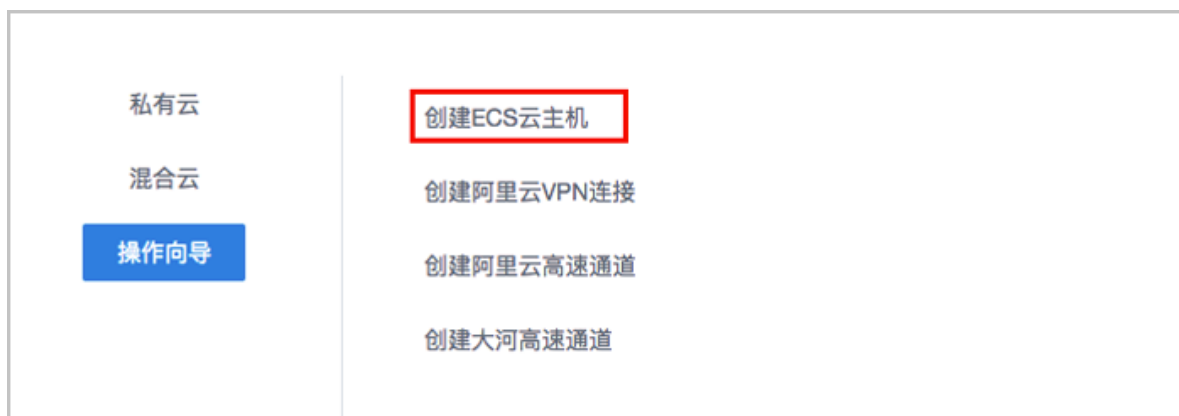 私有云
混合云
操作向导
创建ECS云主机
创建阿里云VPN连接
创建阿里云高速通道
创建大河高速通道